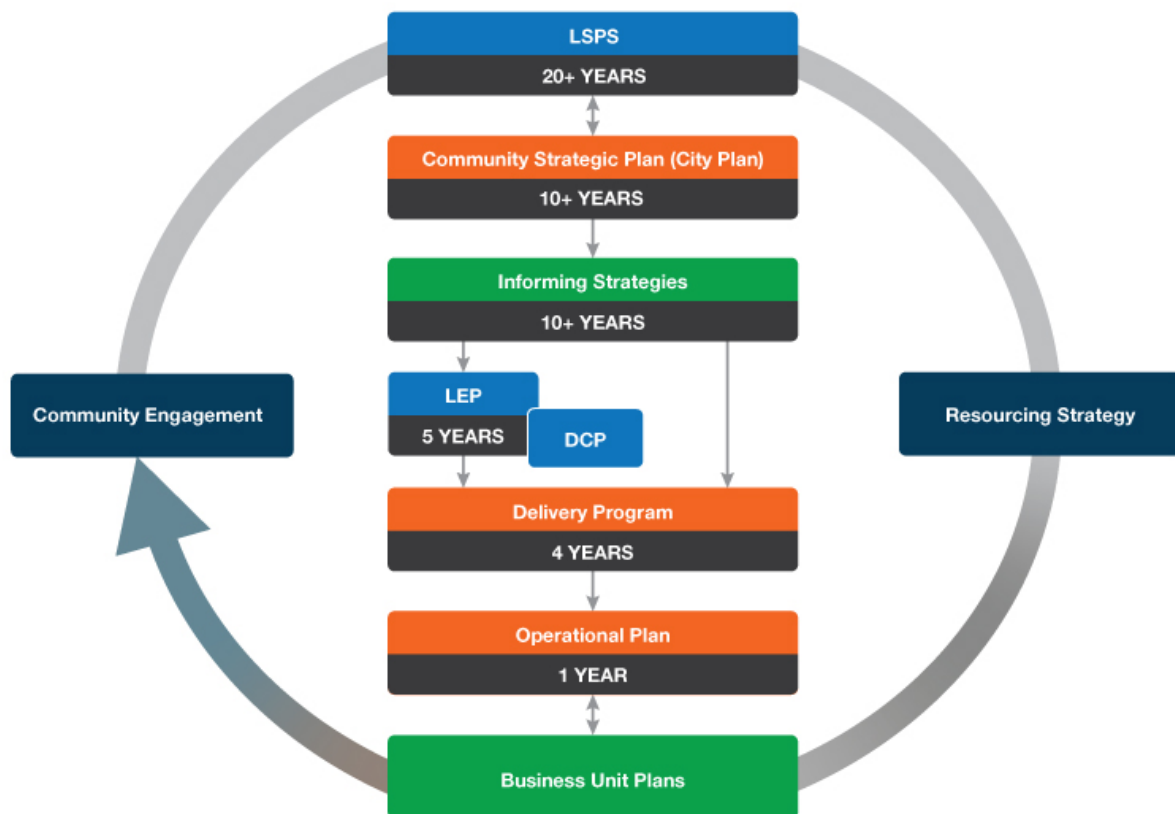 LSPS
20+ YEARS
Community Strategic Plan (City Plan)
10+ YEARS
Informing Strategies
10+ YEARS
LEP
5 YEARS
DCP
Community Engagement
Resourcing Strategy
Delivery Program
4 YEARS
Operational Plan
1 YEAR
Business Unit Plans